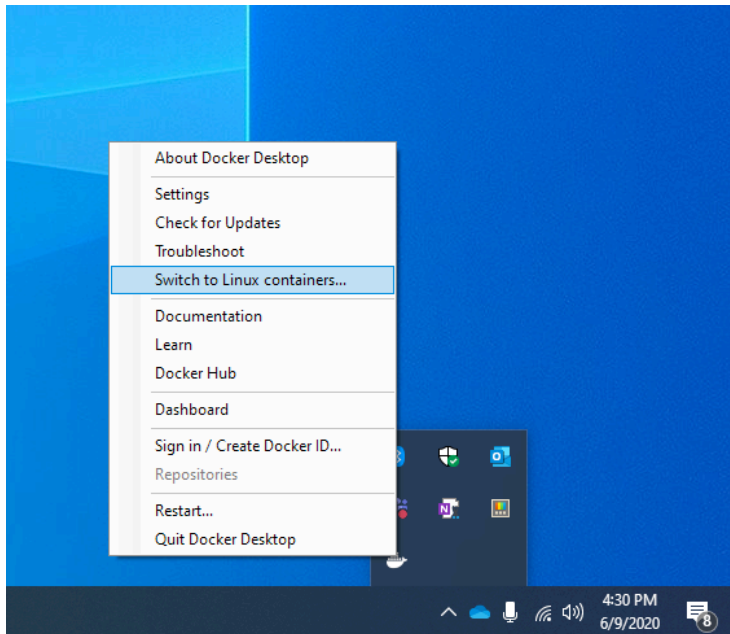 About Docker Desktop
Settings
Check for Updates
Troubleshoot
Switch to Linux containers...
Documentation
Learn
Docker Hub
Dashboard
Sign in / Create Docker ID...
Repositories
Restart...
Quit Docker Desktop
4:30 PM
6/9/2020
8